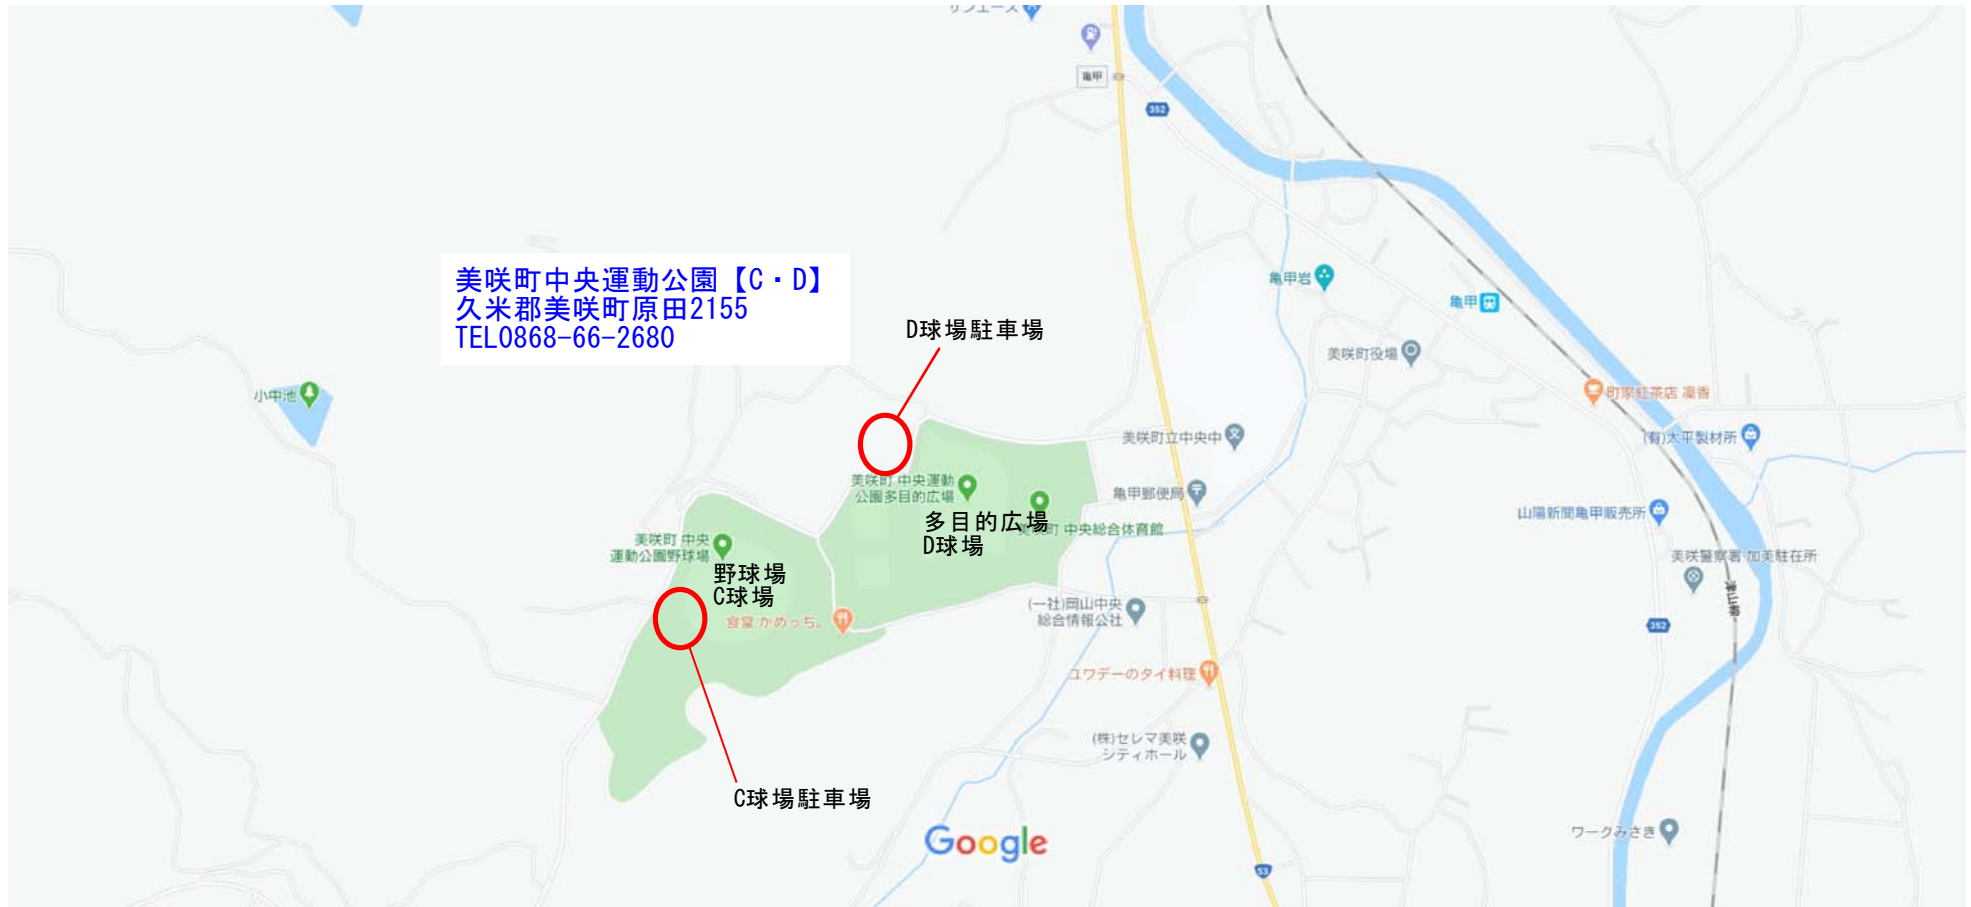 サンエース
亀甲
352
美咲町中央運動公園【C・D】
久米郡美咲町原田2155
TEL0868-66-2680
亀甲岩
亀甲
D球場駐車場
美咲町役場
小中池
町家紅茶店 凜香
美咲町立中央中
(有)大平製材所
美咲町 中央運動
公園多目的広場
亀甲郵便局
山陽新聞亀甲販売所
多目的広場
D球場
美咲町 中央総合体育館
美咲町 中央
運動公園野球場
美咲警察署 加美駐在所
野球場
C球場
(一社)岡山中央
総合情報公社
食堂 かめっち。
352
津山線
ユワデーのタイ料理
(株)セレマ美咲
シティホール
C球場駐車場
Google
ワークみさき
53